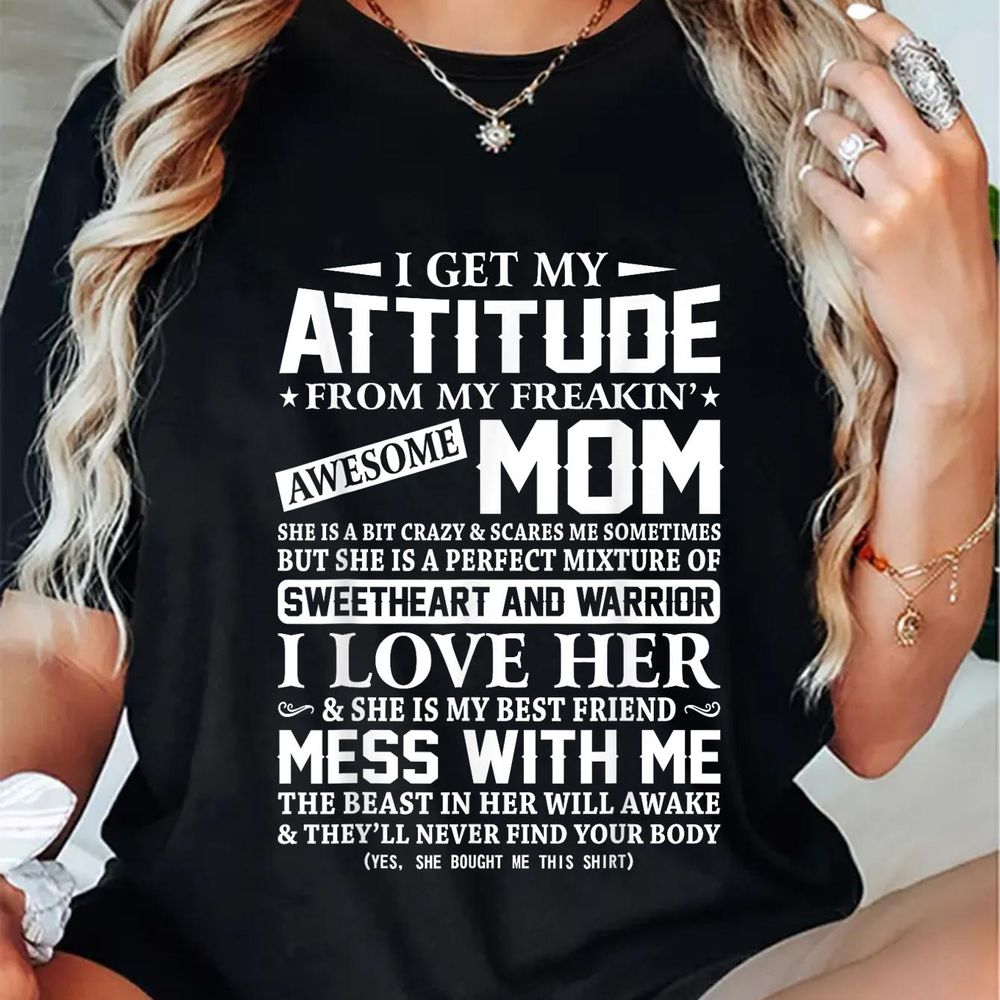 I GET MY
ATTITUDE
FROM MY FREAKIN'
AWESOME MOM
SHE IS A BIT CRAZY & SCARES ME SOMETIMES
BUT SHE IS A PERFECT MIXTURE OF
SWEETHEART AND WARRIOR
I LOVE HER
& SHE IS MY BEST FRIEND
MESS WITH ME
THE BEAST IN HER WILL AWAKE
& THEY'LL NEVER FIND YOUR BODY
(YES, SHE BOUGHT ME THIS SHIRT)